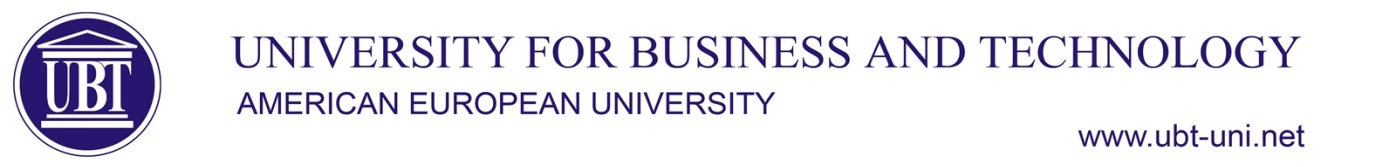 UBT
UNIVERSITY FOR BUSINESS AND TECHNOLOGY
AMERICAN EUROPEAN UNIVERSITY
www.ubt-uni.net